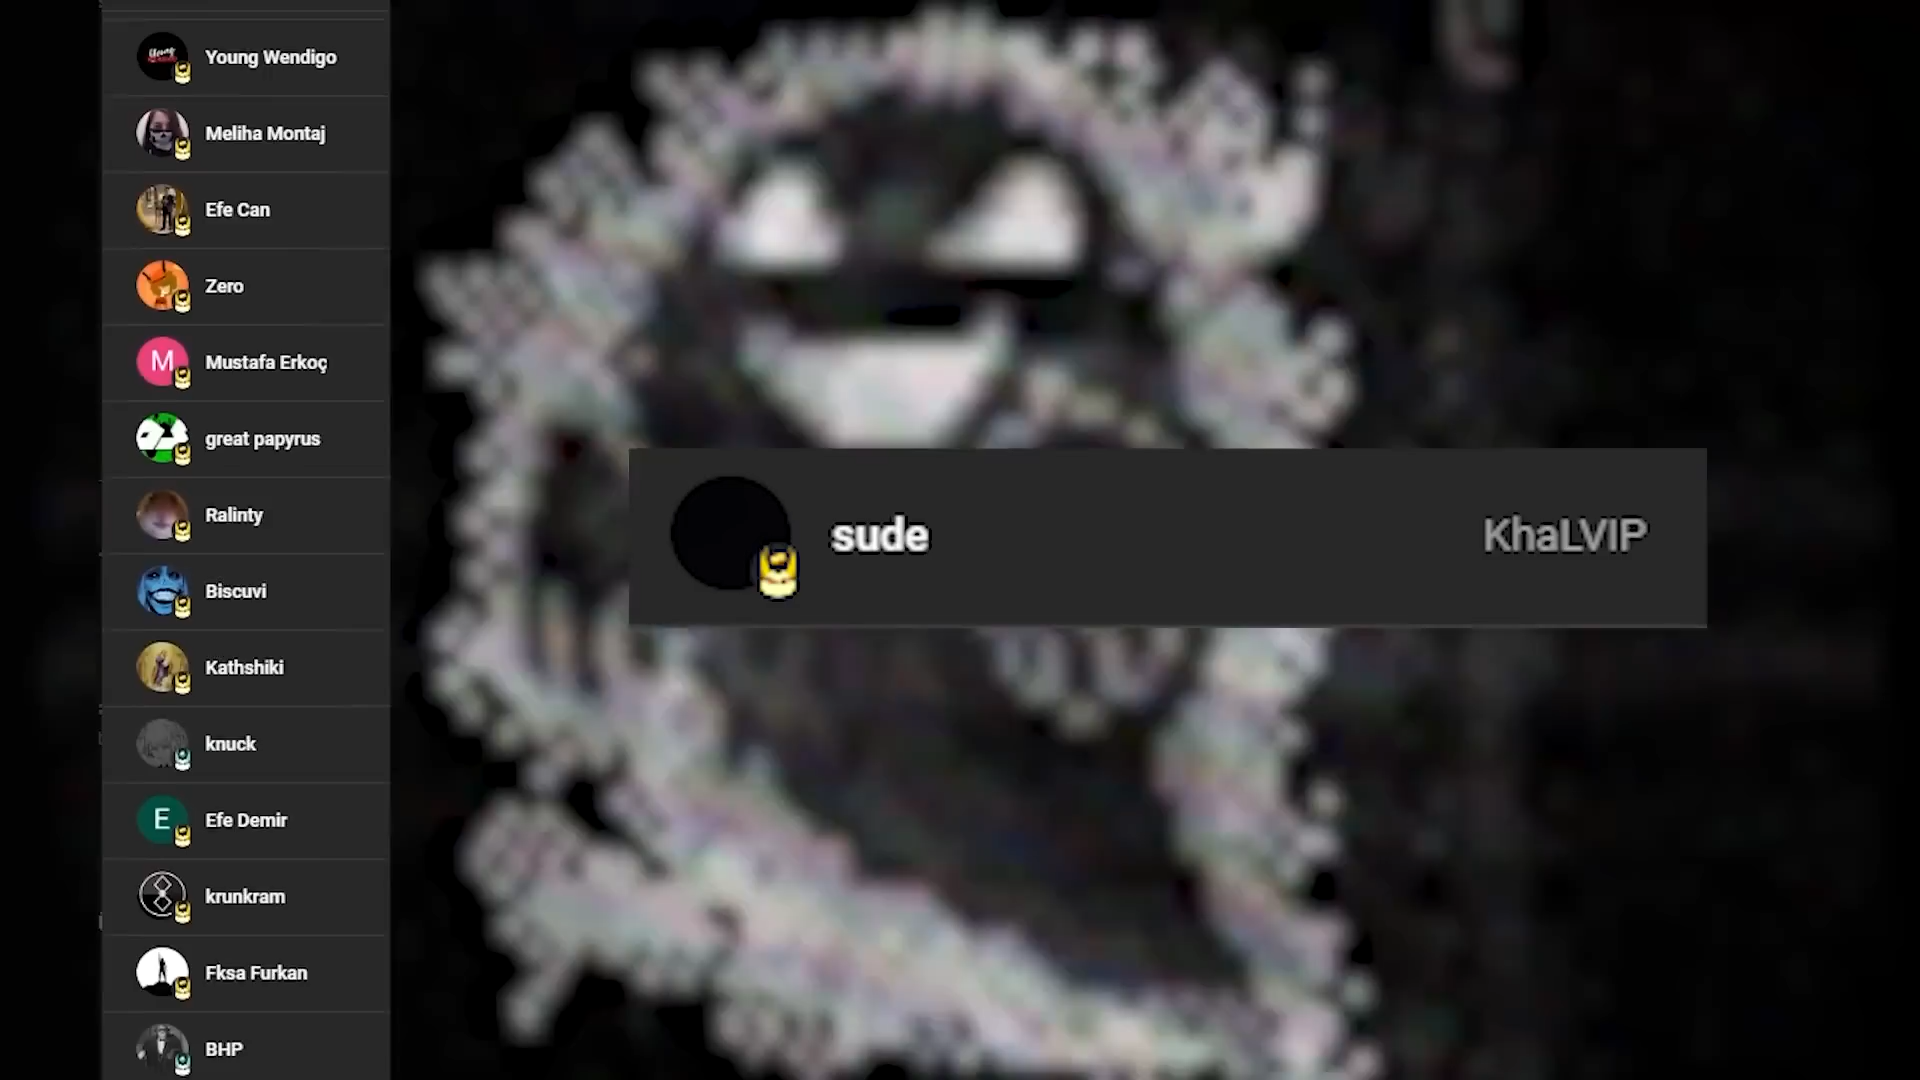 Young Wendigo
Meliha Montaj
Efe Can
Zero
M
Mustafa Erkoç
great papyrus
Ralinty
Biscuvi
Kathshiki
knuck
E
Efe Demir
krunkram
Fksa Furkan
BHP
sude
KhaLVIP